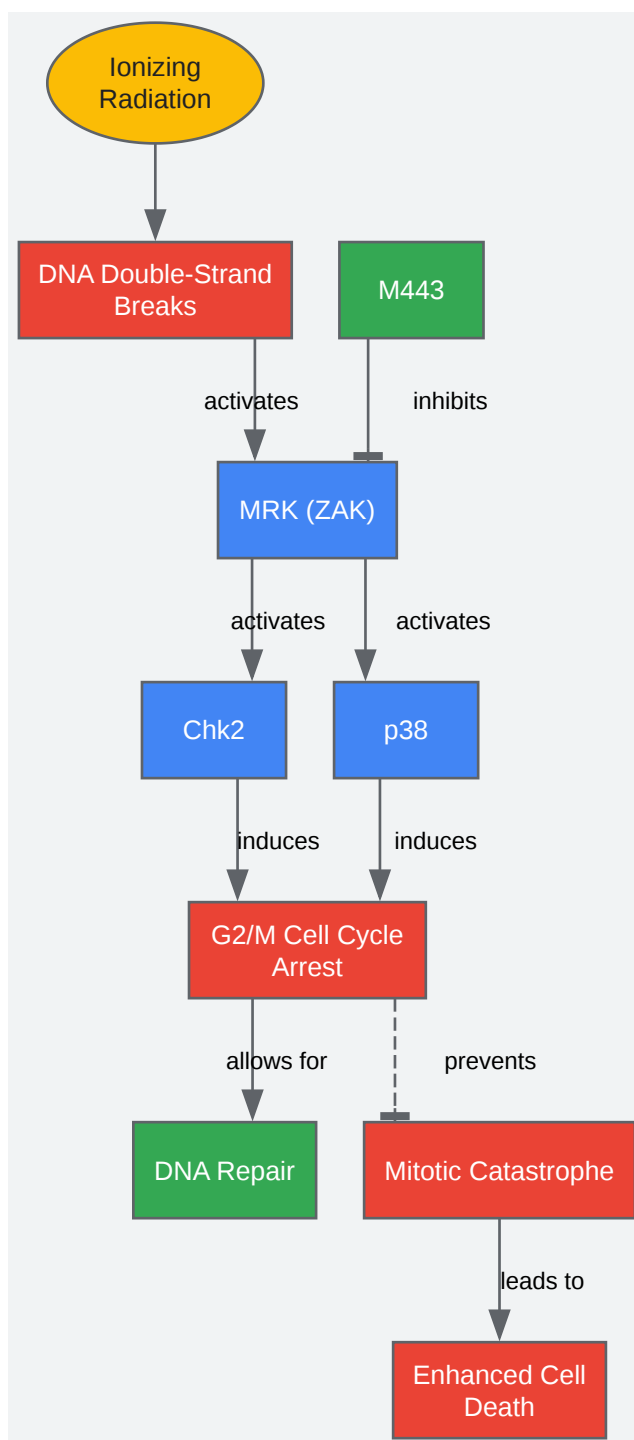 Ionizing
Radiation
DNA Double-Strand
Breaks
M443
activates
inhibits
MRK (ZAK)
activates
activates
Chk2
p38
induces
induces
G2/M Cell Cycle
Arrest
allows for
prevents
DNA Repair
Mitotic Catastrophe
leads to
Enhanced Cell
Death